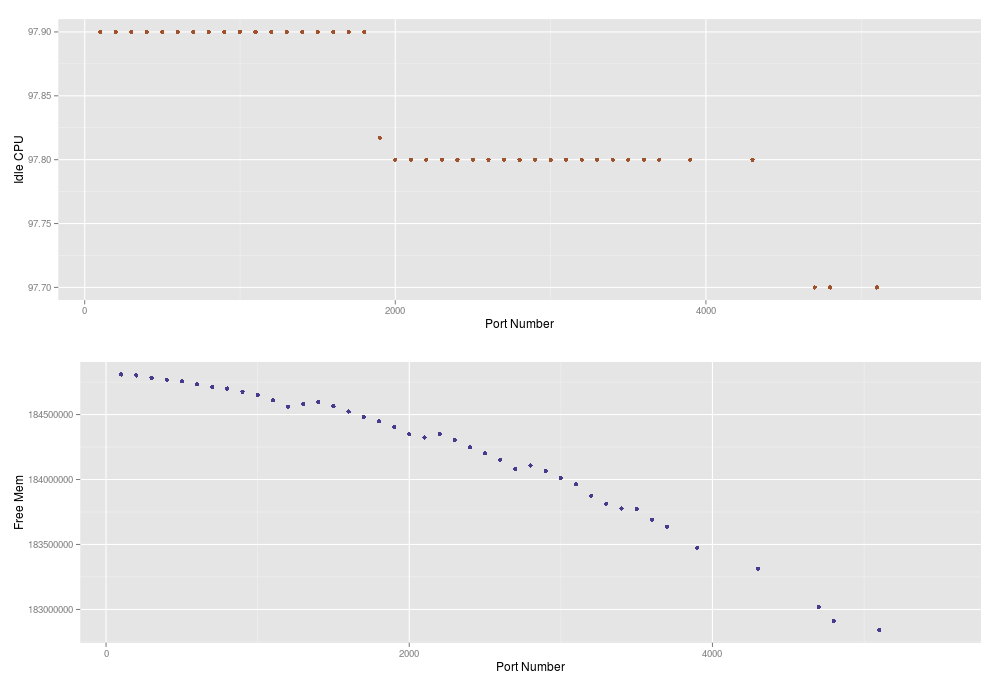 97.90
97.85
97.80
97.75
97.70
Idle CPU
0 2000 4000
Port Number
184500000
184000000
183500000
183000000
Free Mem
0 2000 4000
Port Number